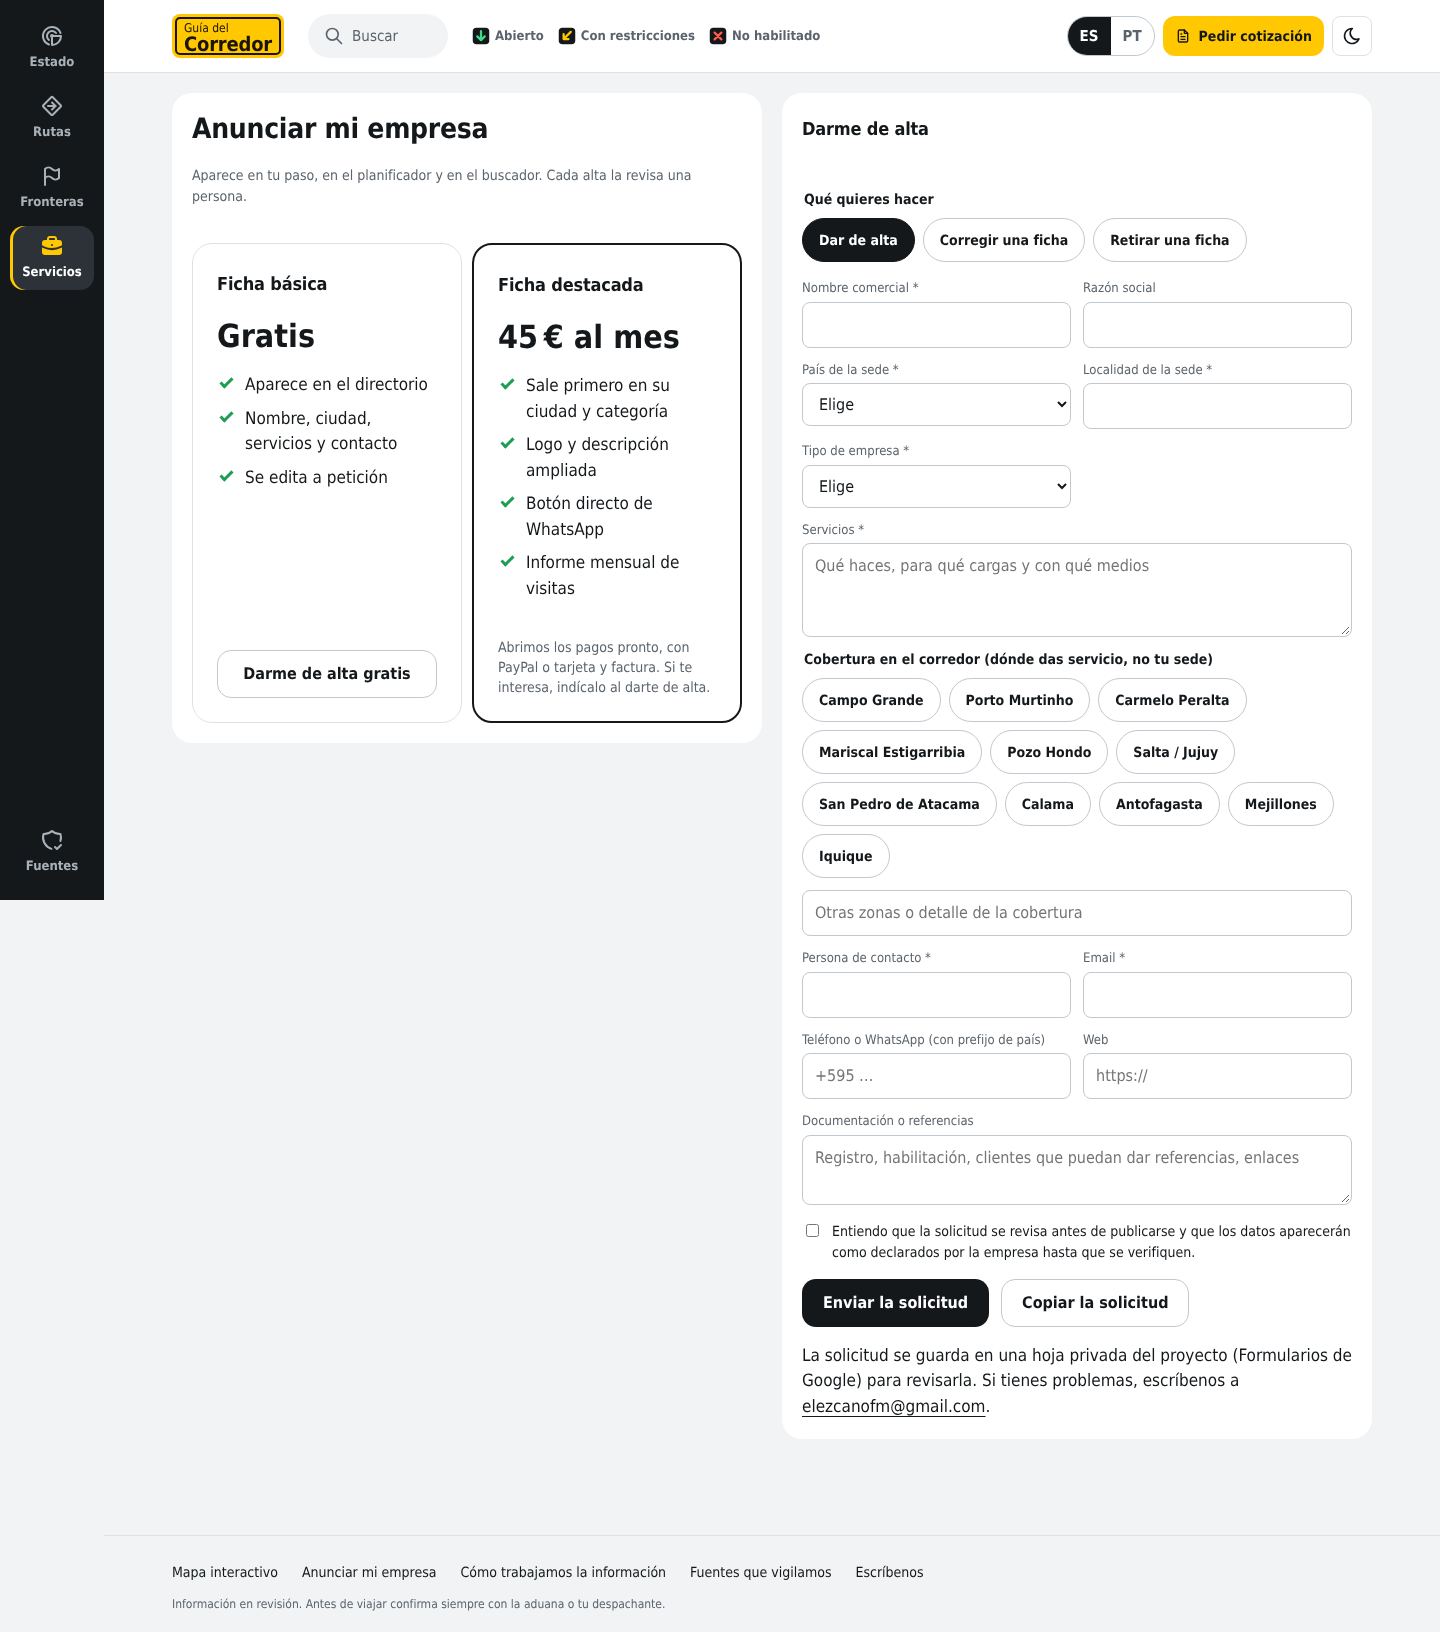 Estado
Rutas
Fronteras
Servicios
Fuentes
Guía del
Corredor
Buscar
Abierto
Con restricciones
No habilitado
ES
PT
Pedir cotización
Anunciar mi empresa
Aparece en tu paso, en el planificador y en el buscador. Cada alta la revisa una
persona.
Ficha básica
Gratis
Aparece en el directorio
Nombre, ciudad,
servicios y contacto
Se edita a petición
Darme de alta gratis
Ficha destacada
45 € al mes
Sale primero en su
ciudad y categoría
Logo y descripción
ampliada
Botón directo de
WhatsApp
Informe mensual de
visitas
Abrimos los pagos pronto, con
PayPal o tarjeta y factura. Si te
interesa, indícalo al darte de alta.
Darme de alta
Qué quieres hacer
Dar de alta
Corregir una ficha
Retirar una ficha
Nombre comercial *
Razón social
País de la sede *
Localidad de la sede *
Elige
Tipo de empresa *
Elige
Servicios *
Qué haces, para qué cargas y con qué medios
Cobertura en el corredor (dónde das servicio, no tu sede)
Campo Grande
Porto Murtinho
Carmelo Peralta
Mariscal Estigarribia
Pozo Hondo
Salta / Jujuy
San Pedro de Atacama
Calama
Antofagasta
Mejillones
Iquique
Otras zonas o detalle de la cobertura
Persona de contacto *
Email *
Teléfono o WhatsApp (con prefijo de país)
Web
+595 ...
https://
Documentación o referencias
Registro, habilitación, clientes que puedan dar referencias, enlaces
Entiendo que la solicitud se revisa antes de publicarse y que los datos aparecerán
como declarados por la empresa hasta que se verifiquen.
Enviar la solicitud
Copiar la solicitud
La solicitud se guarda en una hoja privada del proyecto (Formularios de
Google) para revisarla. Si tienes problemas, escríbenos a
elezcanofm@gmail.com.
Mapa interactivo
Anunciar mi empresa
Cómo trabajamos la información
Fuentes que vigilamos
Escríbenos
Información en revisión. Antes de viajar confirma siempre con la aduana o tu despachante.